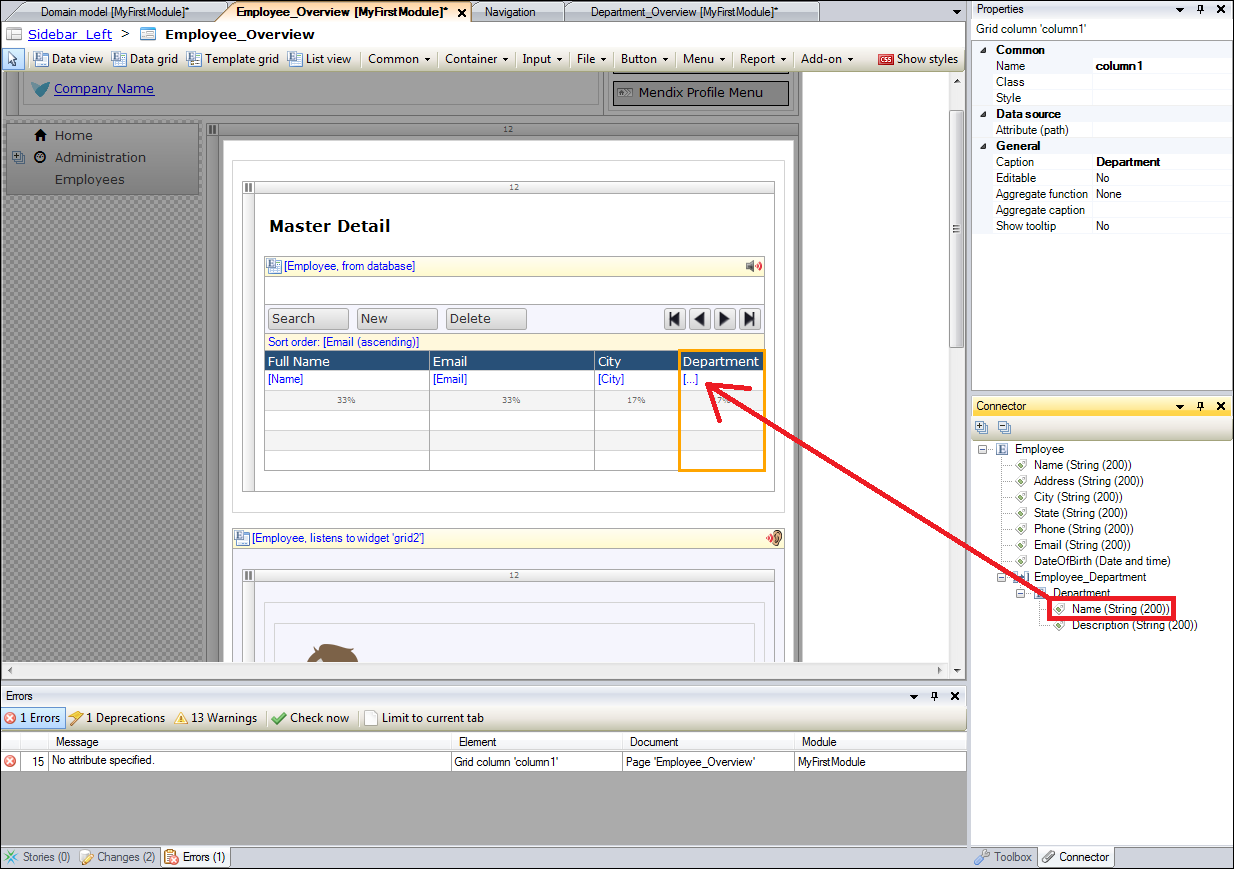 Domain model [MyFirstModule]*
Employee_Overview [MyFirstModule]*
Navigation
Department_Overview [MyFirstModule]*
Sidebar_Left > Employee_Overview
Data view Data grid Template grid List view Common Container Input File Button Menu Report Add-on css Show styles
Company Name
Mendix Profile Menu
Home
Administration
Employees
12
12
Master Detail
[Employee, from database]
Search New Delete
Sort order: [Email (ascending)]
Full Name Email City Department
[Name] [Email] [City] [...]
33% 33% 17% 7%
[Employee, listens to widget 'grid2']
12
Errors
1 Errors 1 Deprecations 13 Warnings Check now Limit to current tab
Message Element Document Module
15 No attribute specified. Grid column 'column1' Page 'Employee_Overview' MyFirstModule
Stories (0) Changes (2) Errors (1)
Properties
Grid column 'column1'
Common
Name column1
Class
Style
Data source
Attribute (path)
General
Caption Department
Editable No
Aggregate function None
Aggregate caption
Show tooltip No
Connector
E Employee
Name (String (200))
Address (String (200))
City (String (200))
State (String (200))
Phone (String (200))
Email (String (200))
DateOfBirth (Date and time)
Employee_Department
Department
Name (String (200))
Description (String (200))
Toolbox Connector